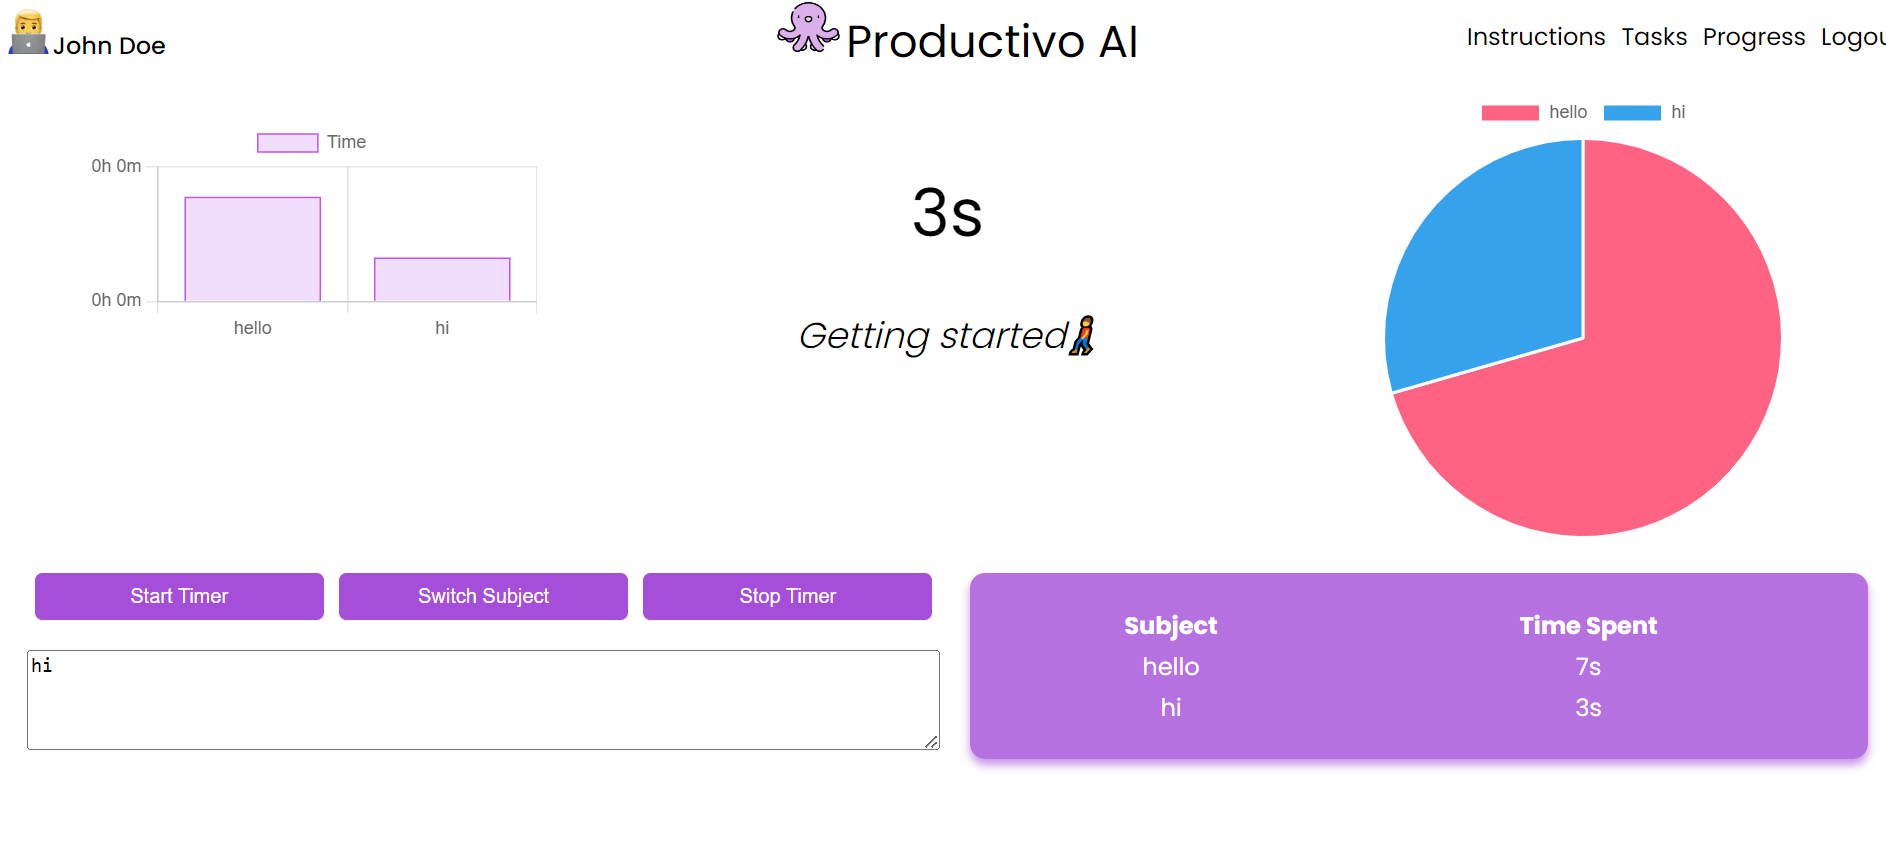 John Doe
Productivo AI
Instructions Tasks Progress Logou
Time
0h 0m
0h 0m
hello hi
3s
Getting started
hello hi
Start Timer Switch Subject Stop Timer
hi
Subject Time Spent
hello 7s
hi 3s